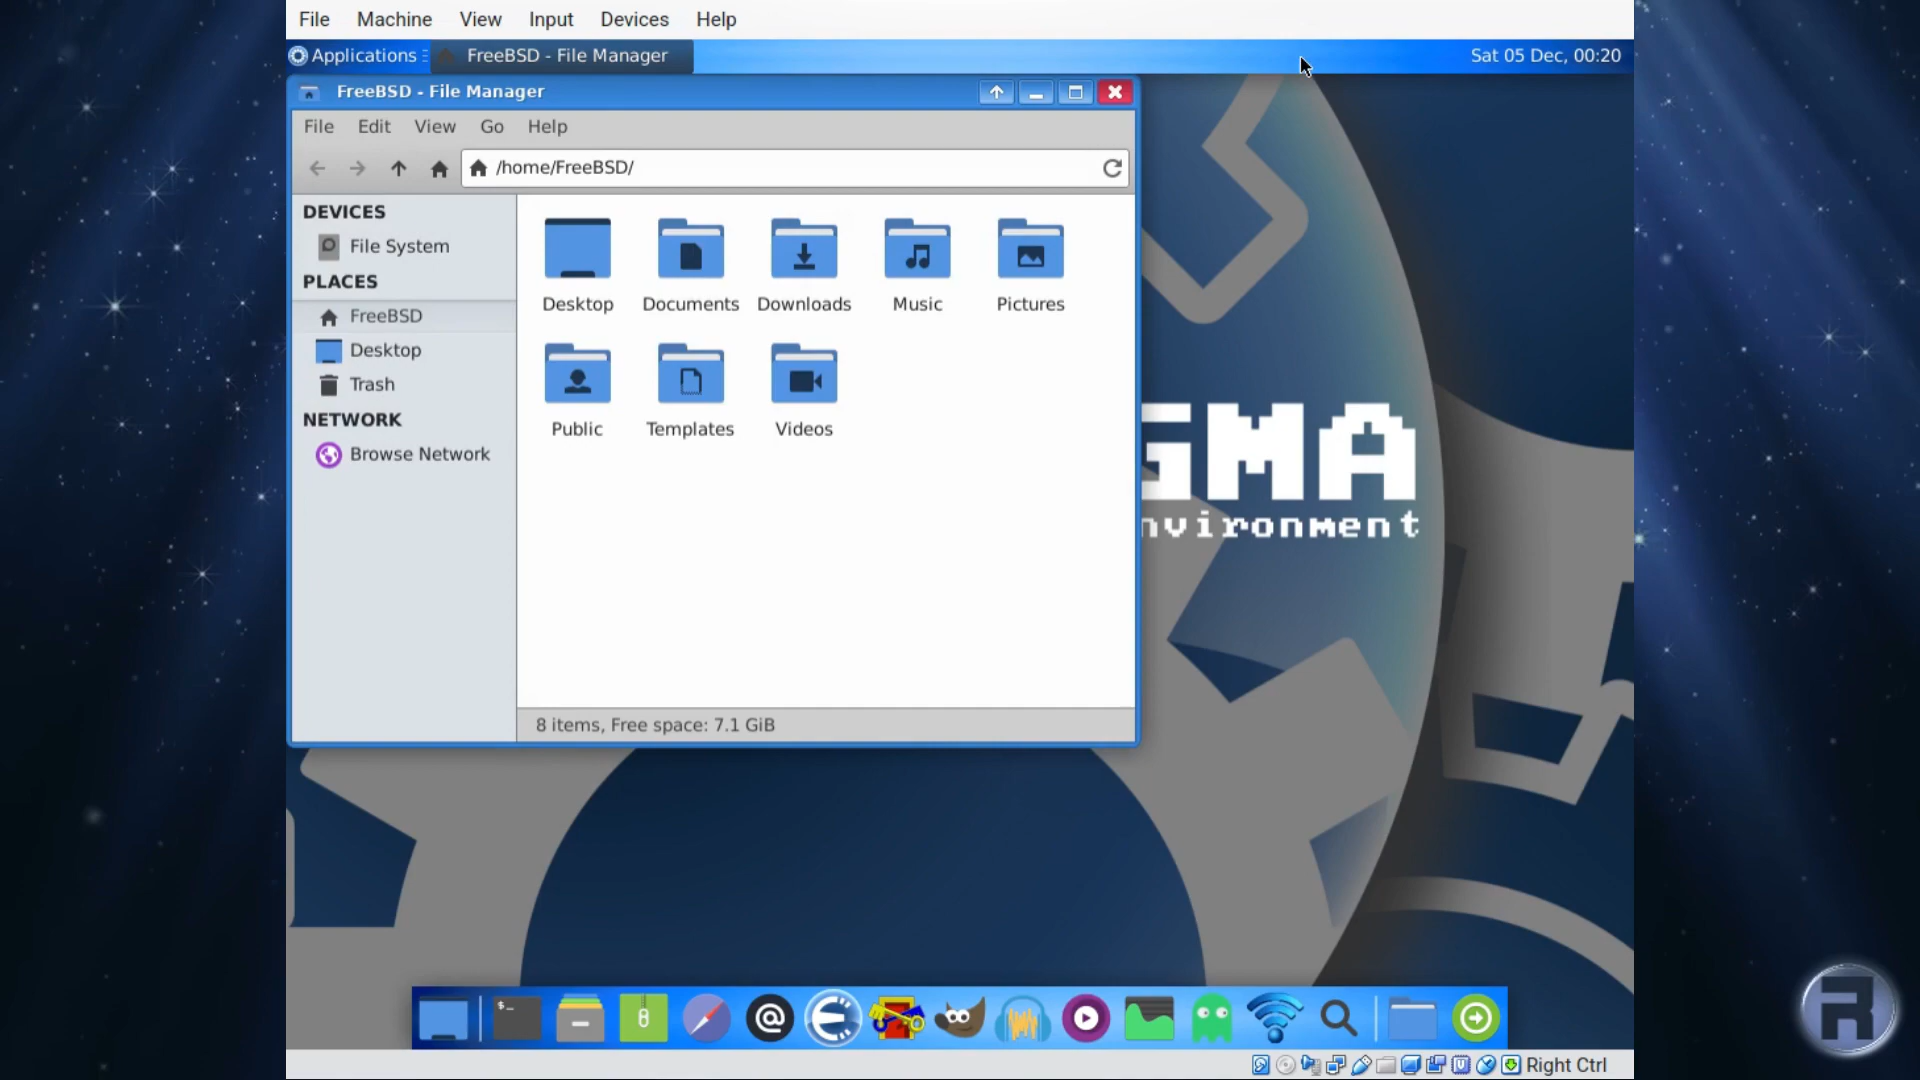 File Machine View Input Devices Help
Applications FreeBSD - File Manager Sat 05 Dec, 00:20
FreeBSD - File Manager
File Edit View Go Help
/home/FreeBSD/
DEVICES
File System
PLACES
FreeBSD
Desktop
Trash
NETWORK
Browse Network
Desktop Documents Downloads Music Pictures
Public Templates Videos
8 items, Free space: 7.1 GiB
GMA
nvironment
$-
R
Right Ctrl